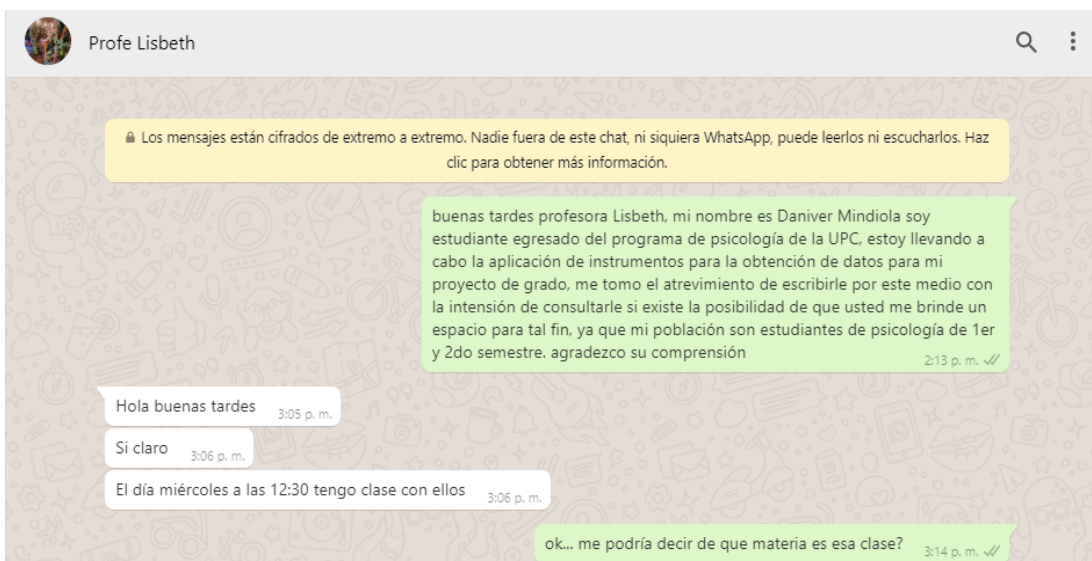 Profe Lisbeth
Los mensajes están cifrados de extremo a extremo. Nadie fuera de este chat, ni siquiera WhatsApp, puede leerlos ni escucharlos. Haz
clic para obtener más información.
buenas tardes profesora Lisbeth, mi nombre es Daniver Mindiola soy
estudiante egresado del programa de psicología de la UPC, estoy llevando a
cabo la aplicación de instrumentos para la obtención de datos para mi
proyecto de grado, me tomo el atrevimiento de escribirle por este medio con
la intensión de consultarle si existe la posibilidad de que usted me brinde un
espacio para tal fin, ya que mi población son estudiantes de psicología de 1er
y 2do semestre. agradezco su comprensión
2:13 p. m.
Hola buenas tardes 3:05 p. m.
Si claro 3:06 p. m.
El día miércoles a las 12:30 tengo clase con ellos 3:06 p. m.
ok... me podría decir de que materia es esa clase? 3:14 p. m.